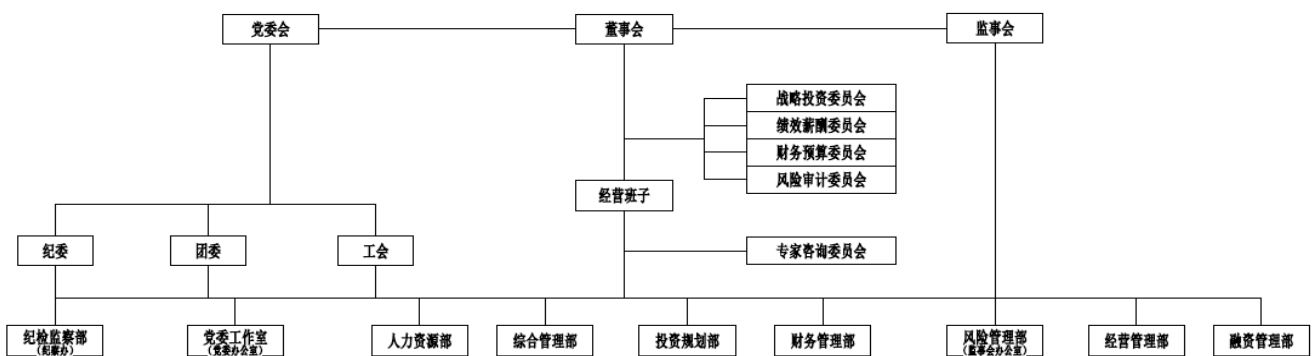 党委会
董事会
监事会
战略投资委员会
绩效薪酬委员会
财务预算委员会
风险审计委员会
经营班子
纪委
团委
工会
专家咨询委员会
纪检监察部
(纪察办)
党委工作室
(党委办公室)
人力资源部
综合管理部
投资规划部
财务管理部
风险管理部
(监事会办公室)
经营管理部
融资管理部